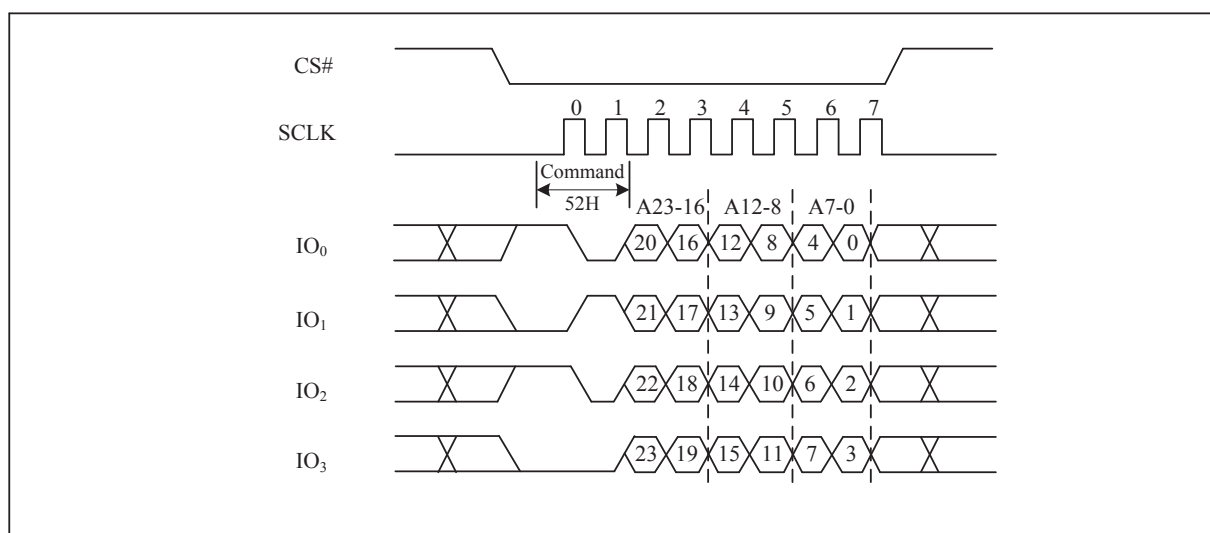 CS#
0 1 2 3 4 5 6 7
SCLK
Command
52H
A23-16 A12-8 A7-0
IO0 20 16 12 8 4 0
IO1 21 17 13 9 5 1
IO2 22 18 14 10 6 2
IO3 23 19 15 11 7 3